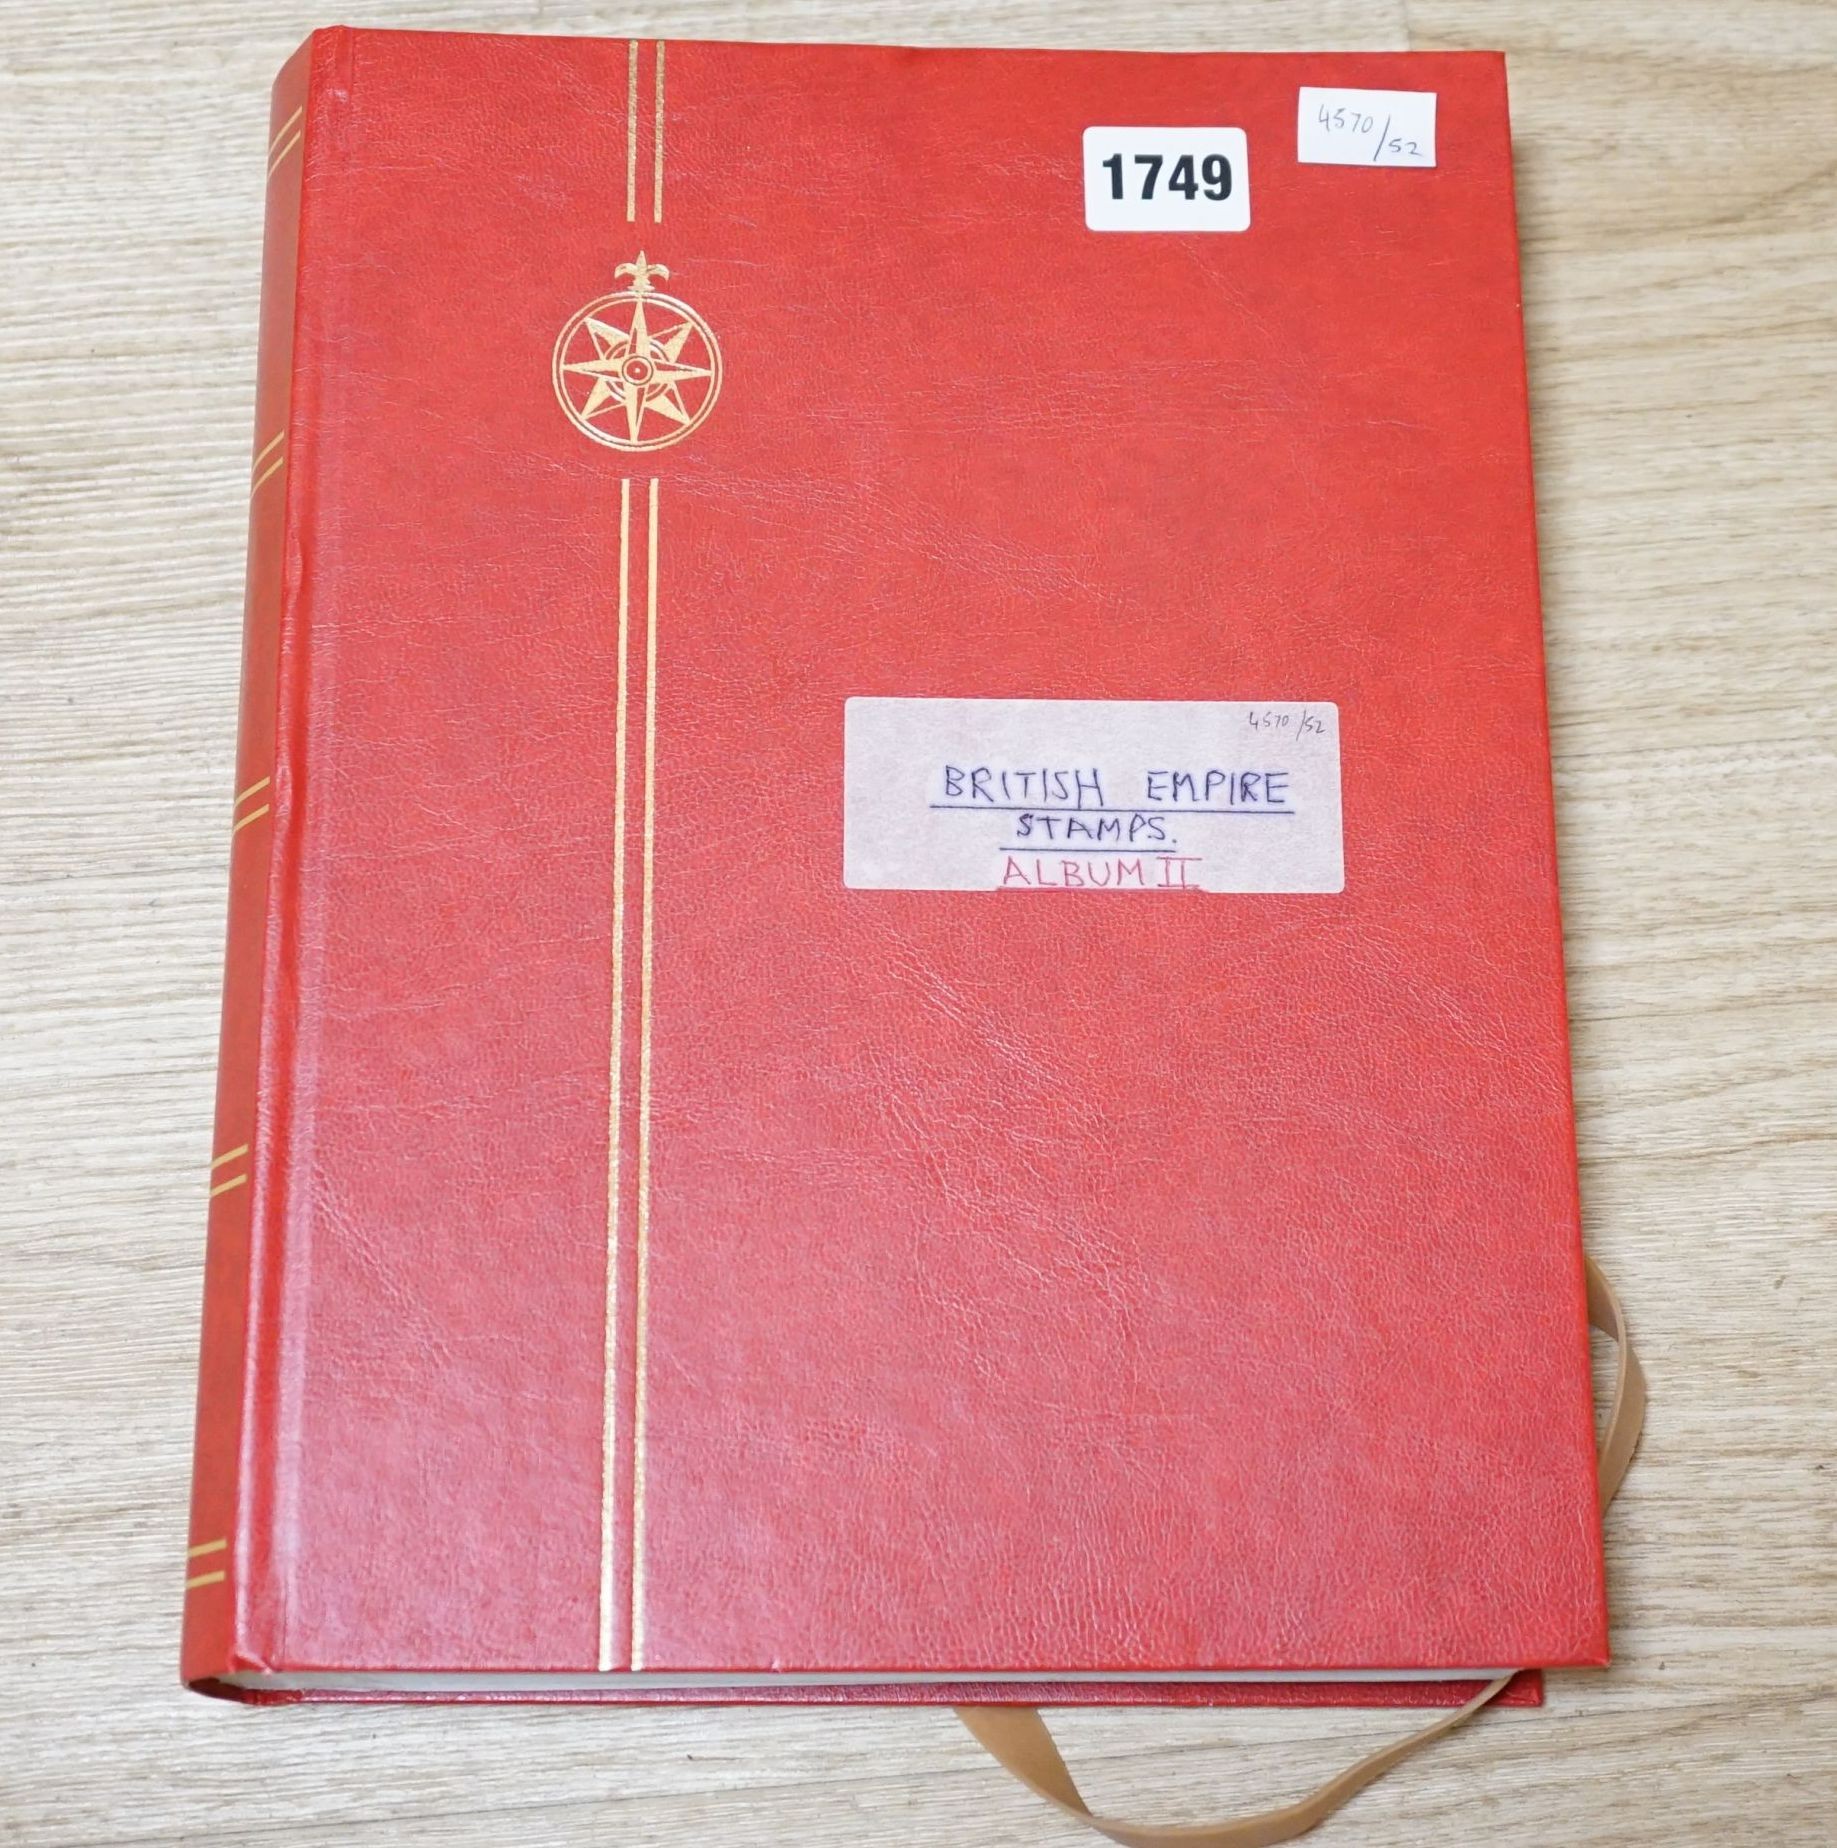 4570/52
1749
4570/52
BRITISH EMPIRE
STAMPS.
ALBUM II